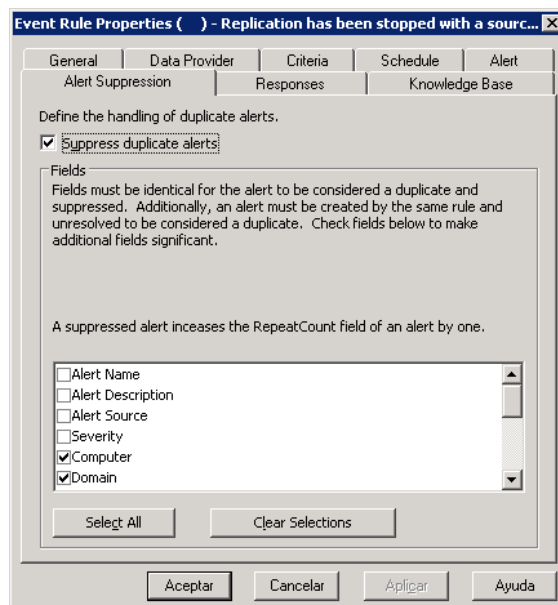 Event Rule Properties (    ) - Replication has been stopped with a sourc...
General
Data Provider
Criteria
Schedule
Alert
Alert Suppression
Responses
Knowledge Base
Define the handling of duplicate alerts.
Suppress duplicate alerts
Fields
Fields must be identical for the alert to be considered a duplicate and
suppressed.  Additionally, an alert must be created by the same rule and
unresolved to be considered a duplicate.  Check fields below to make
additional fields significant.
A suppressed alert inceases the RepeatCount field of an alert by one.
Alert Name
Alert Description
Alert Source
Severity
Computer
Domain
Select All
Clear Selections
Aceptar
Cancelar
Aplicar
Ayuda